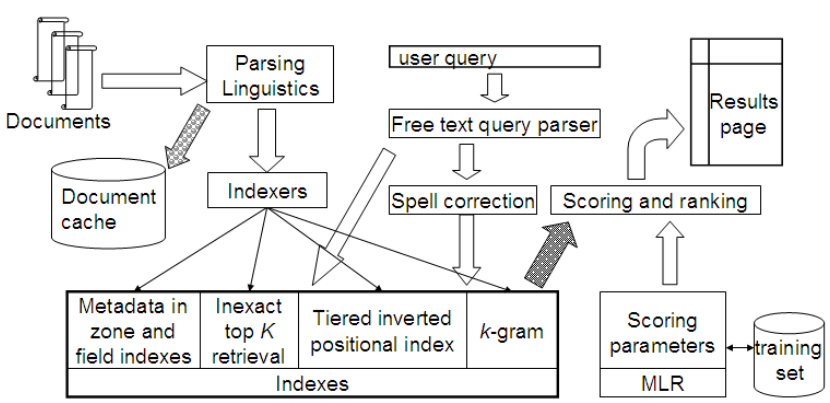 Documents
Parsing
Linguistics
user query
Free text query parser
Results
page
Document
cache
Indexers
Spell correction
Scoring and ranking
Metadata in
zone and
field indexes
Inexact
top K
retrieval
Tiered inverted
positional index
k-gram
Indexes
Scoring
parameters
MLR
training
set